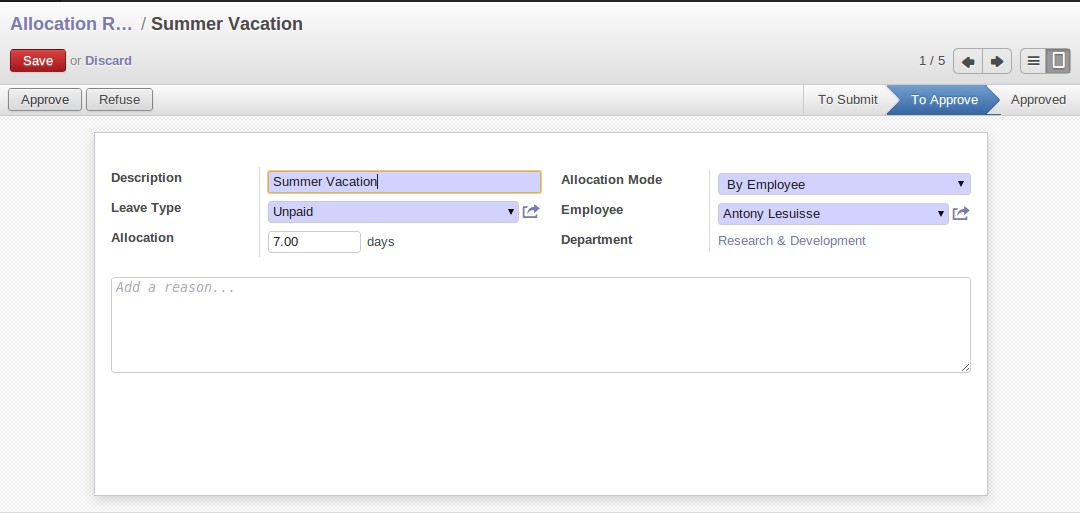 Allocation R... / Summer Vacation
Save or Discard
1 / 5
Approve Refuse
To Submit To Approve Approved
Description Summer Vacation
Allocation Mode By Employee
Leave Type Unpaid
Employee Antony Lesuisse
Allocation 7.00 days
Department Research & Development
Add a reason...